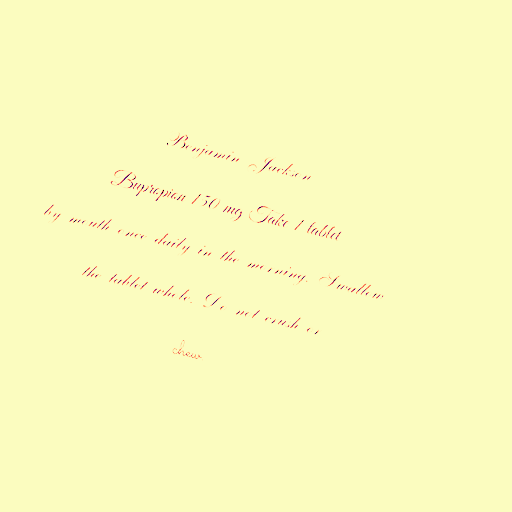 Benjamin Jackson
Bupropion 150 mg Take 1 tablet
by mouth once daily in the morning. Swallow
the tablet whole. Do not crush or
chew